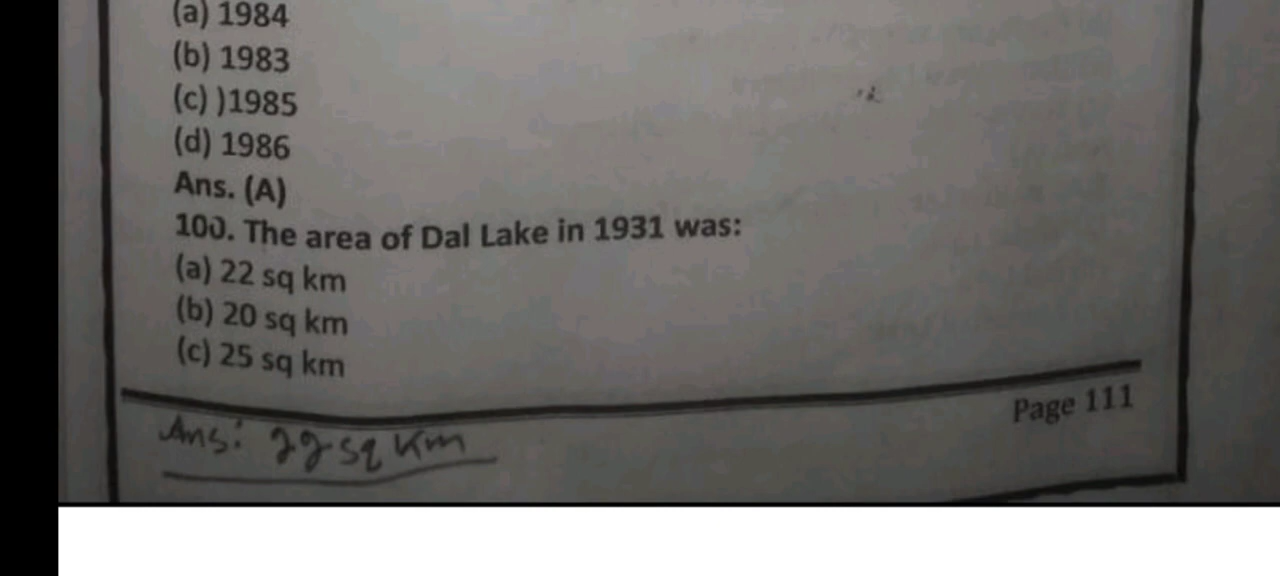 (a) 1984
(b) 1983
(c) )1985
(d) 1986
Ans. (A)
100. The area of Dal Lake in 1931 was:
(a) 22 sq km
(b) 20 sq km
(c) 25 sq km
Page 111
Ans: 22 sq Km